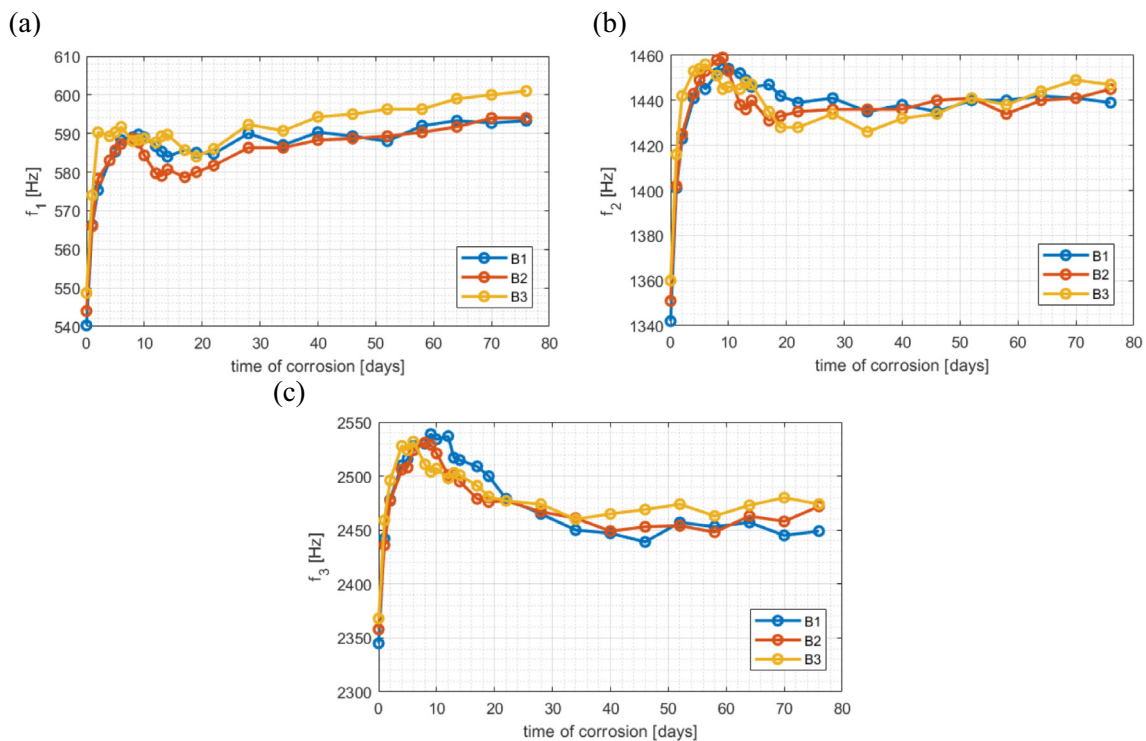 (a)
610
600
590
580
570
560
550
540
f1 [Hz]
0 10 20 30 40 50 60 70 80
time of corrosion [days]
B1
B2
B3
(b)
1460
1440
1420
1400
1380
1360
1340
f2 [Hz]
0 10 20 30 40 50 60 70 80
time of corrosion [days]
B1
B2
B3
(c)
2550
2500
2450
2400
2350
2300
f3 [Hz]
0 10 20 30 40 50 60 70 80
time of corrosion [days]
B1
B2
B3